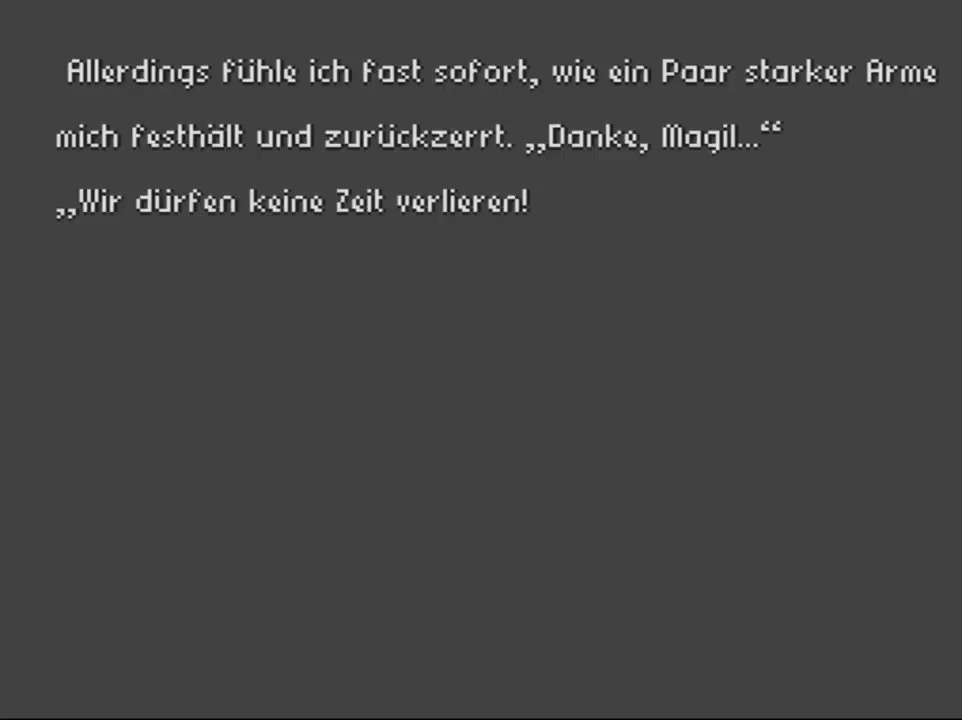 Allerdings fühle ich fast sofort, wie ein Paar starker Arme
mich festhält und zurückzerrt. „Danke, Magil...“
„Wir dürfen keine Zeit verlieren!